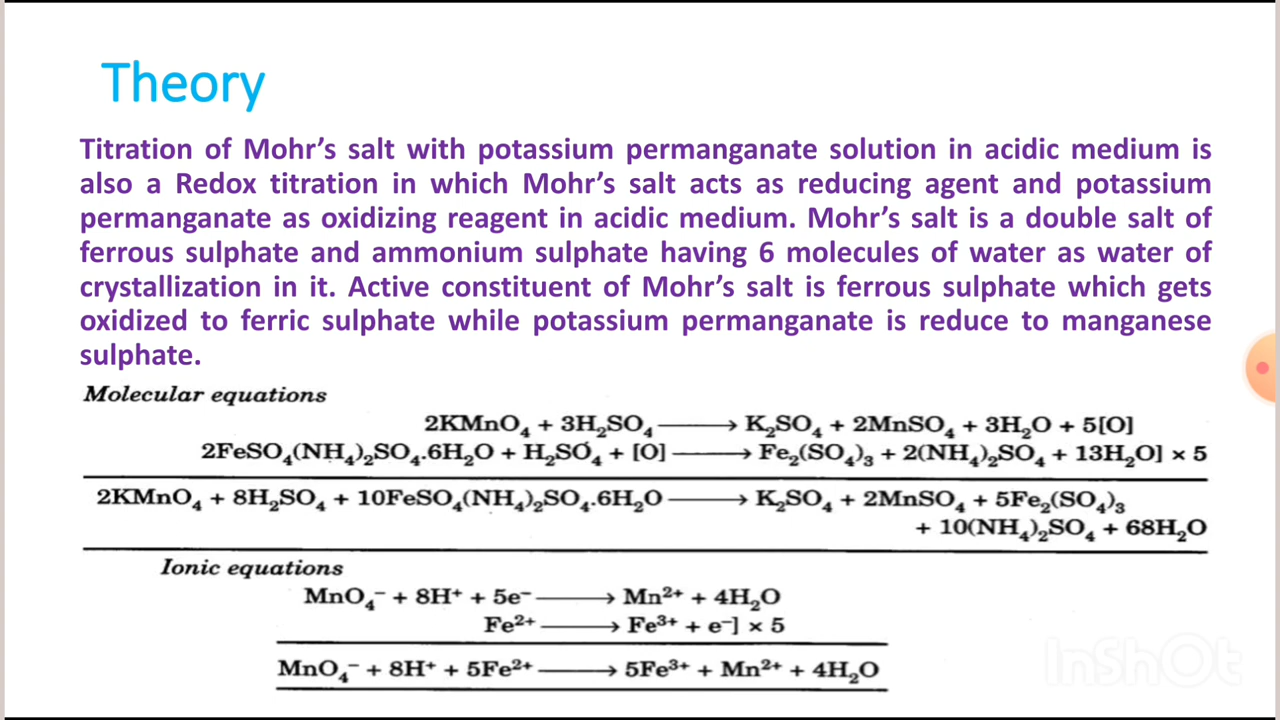 Theory
Titration of Mohr’s salt with potassium permanganate solution in acidic medium is
also a Redox titration in which Mohr’s salt acts as reducing agent and potassium
permanganate as oxidizing reagent in acidic medium. Mohr’s salt is a double salt of
ferrous sulphate and ammonium sulphate having 6 molecules of water as water of
crystallization in it. Active constituent of Mohr’s salt is ferrous sulphate which gets
oxidized to ferric sulphate while potassium permanganate is reduce to manganese
sulphate.
Molecular equations
2KMnO₄ + 3H₂SO₄ ⟶ K₂SO₄ + 2MnSO₄ + 3H₂O + 5[O]
2FeSO₄(NH₄)₂SO₄.6H₂O + H₂SO₄ + [O] ⟶ Fe₂(SO₄)₃ + 2(NH₄)₂SO₄ + 13H₂O] × 5
2KMnO₄ + 8H₂SO₄ + 10FeSO₄(NH₄)₂SO₄.6H₂O ⟶ K₂SO₄ + 2MnSO₄ + 5Fe₂(SO₄)₃
+ 10(NH₄)₂SO₄ + 68H₂O
Ionic equations
MnO₄⁻ + 8H⁺ + 5e⁻ ⟶ Mn²⁺ + 4H₂O
Fe²⁺ ⟶ Fe³⁺ + e⁻] × 5
MnO₄⁻ + 8H⁺ + 5Fe²⁺ ⟶ 5Fe³⁺ + Mn²⁺ + 4H₂O
InShOt